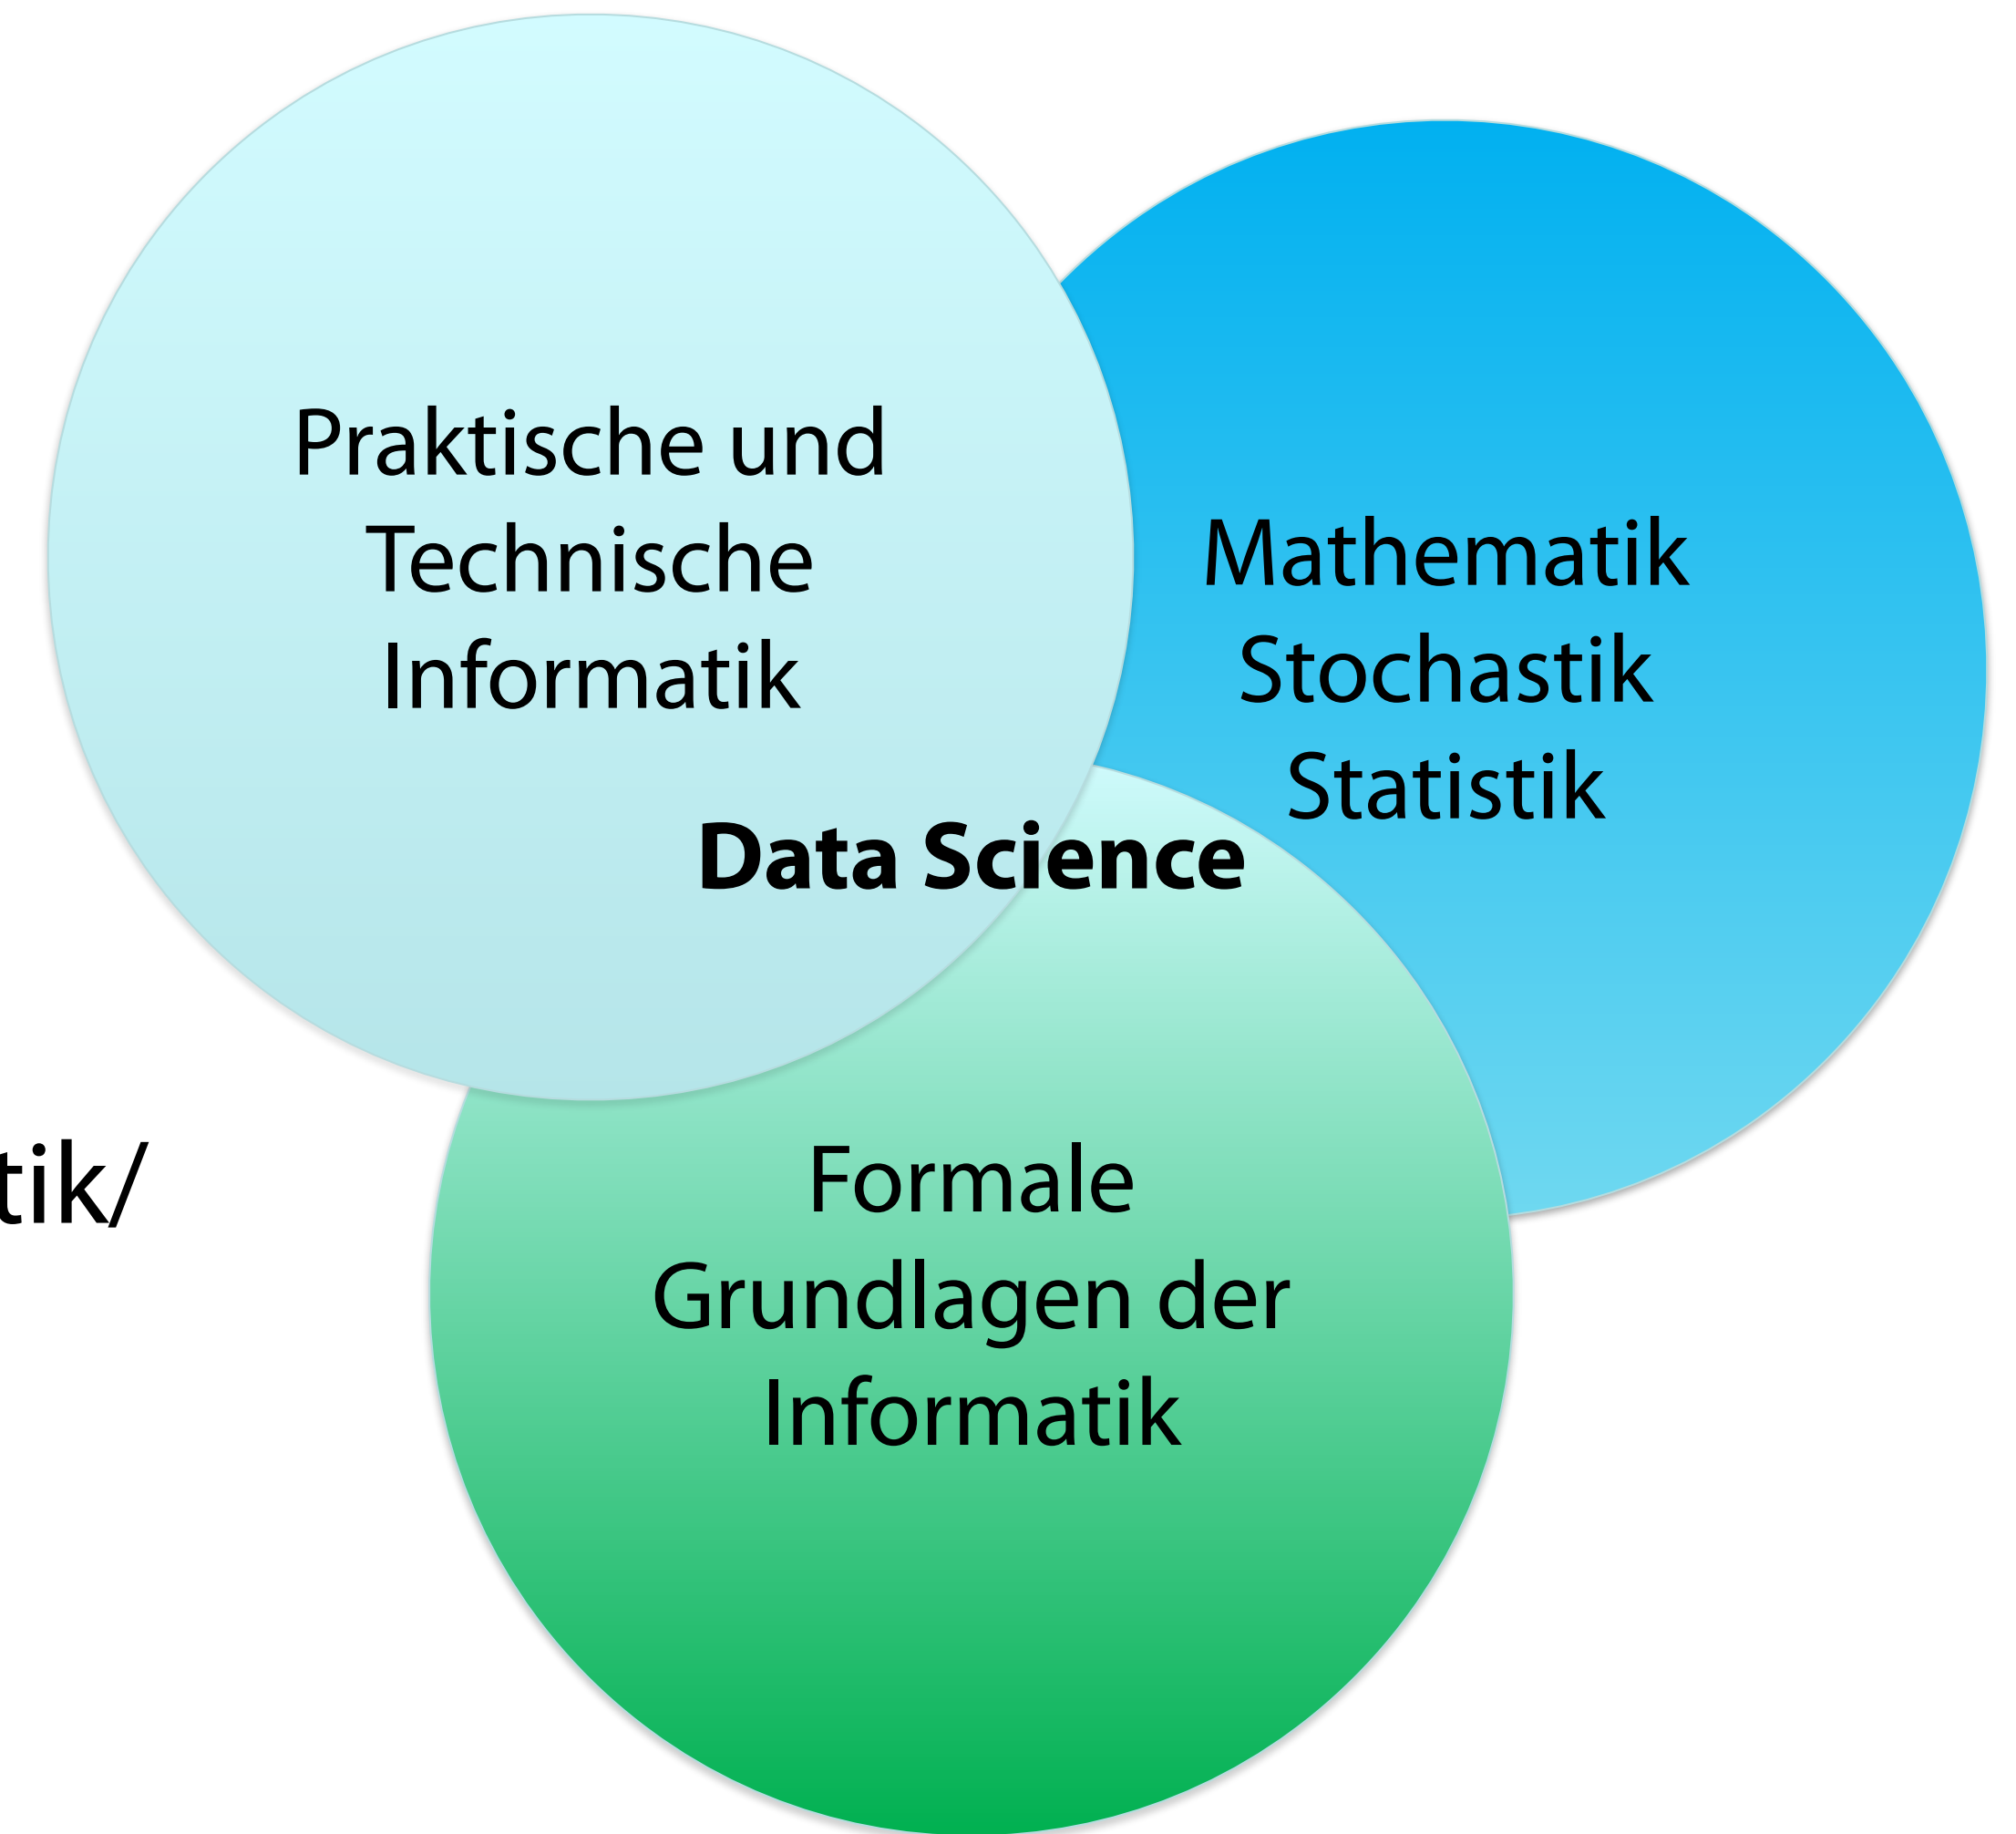 Praktische und
Technische
Informatik
Mathematik
Stochastik
Statistik
Data Science
tik/
Formale
Grundlagen der
Informatik